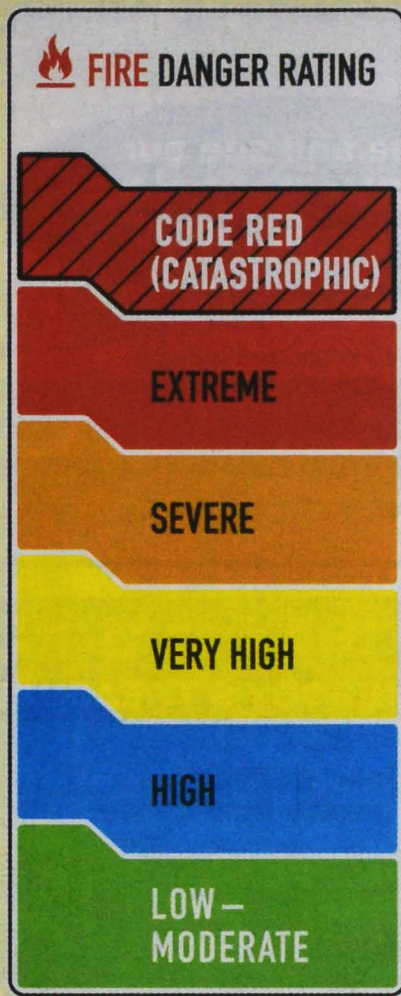 FIRE DANGER RATING
CODE RED
(CATASTROPHIC)
EXTREME
SEVERE
VERY HIGH
HIGH
LOW –
MODERATE